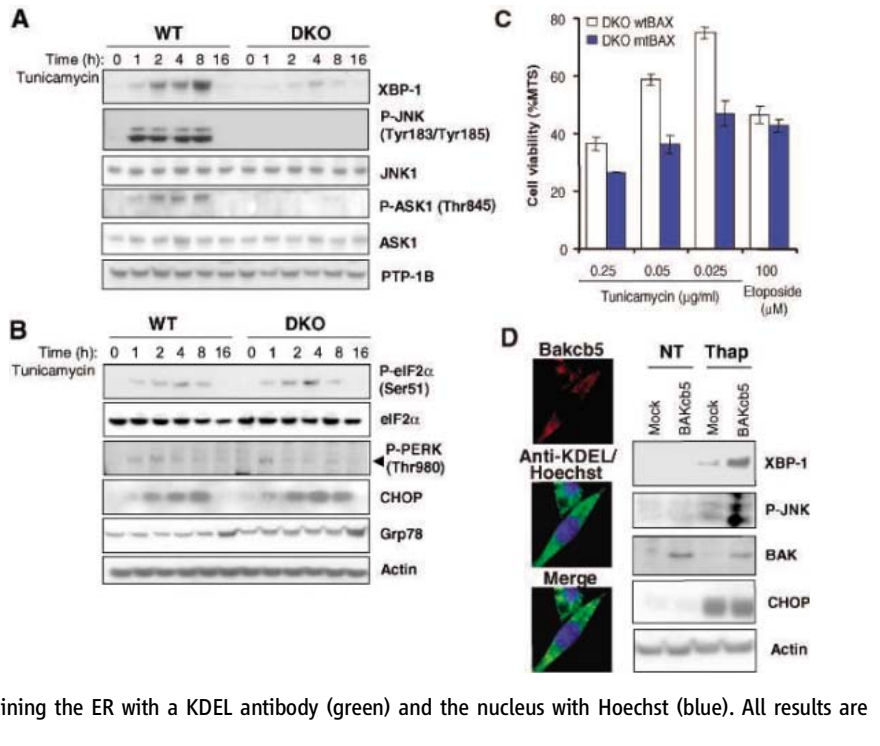 A
WT DKO
Time (h): 0 1 2 4 8 16 0 1 2 4 8 16
Tunicamycin
XBP-1
P-JNK
(Tyr183/Tyr185)
JNK1
P-ASK1 (Thr845)
ASK1
PTP-1B
B
WT DKO
Time (h): 0 1 2 4 8 16 0 1 2 4 8 16
Tunicamycin
P-eIF2α
(Ser51)
eIF2α
P-PERK
(Thr980)
CHOP
Grp78
Actin
C
DKO wtBAX
DKO mtBAX
Cell viability (%MTS)
80
60
40
20
0
0.25 0.05 0.025 100
Tunicamycin (µg/ml) Etoposide
(µM)
D
Bakcb5
Anti-KDEL/
Hoechst
Merge
NT Thap
Mock BAKcb5 Mock BAKcb5
XBP-1
P-JNK
BAK
CHOP
Actin
ining the ER with a KDEL antibody (green) and the nucleus with Hoechst (blue). All results are